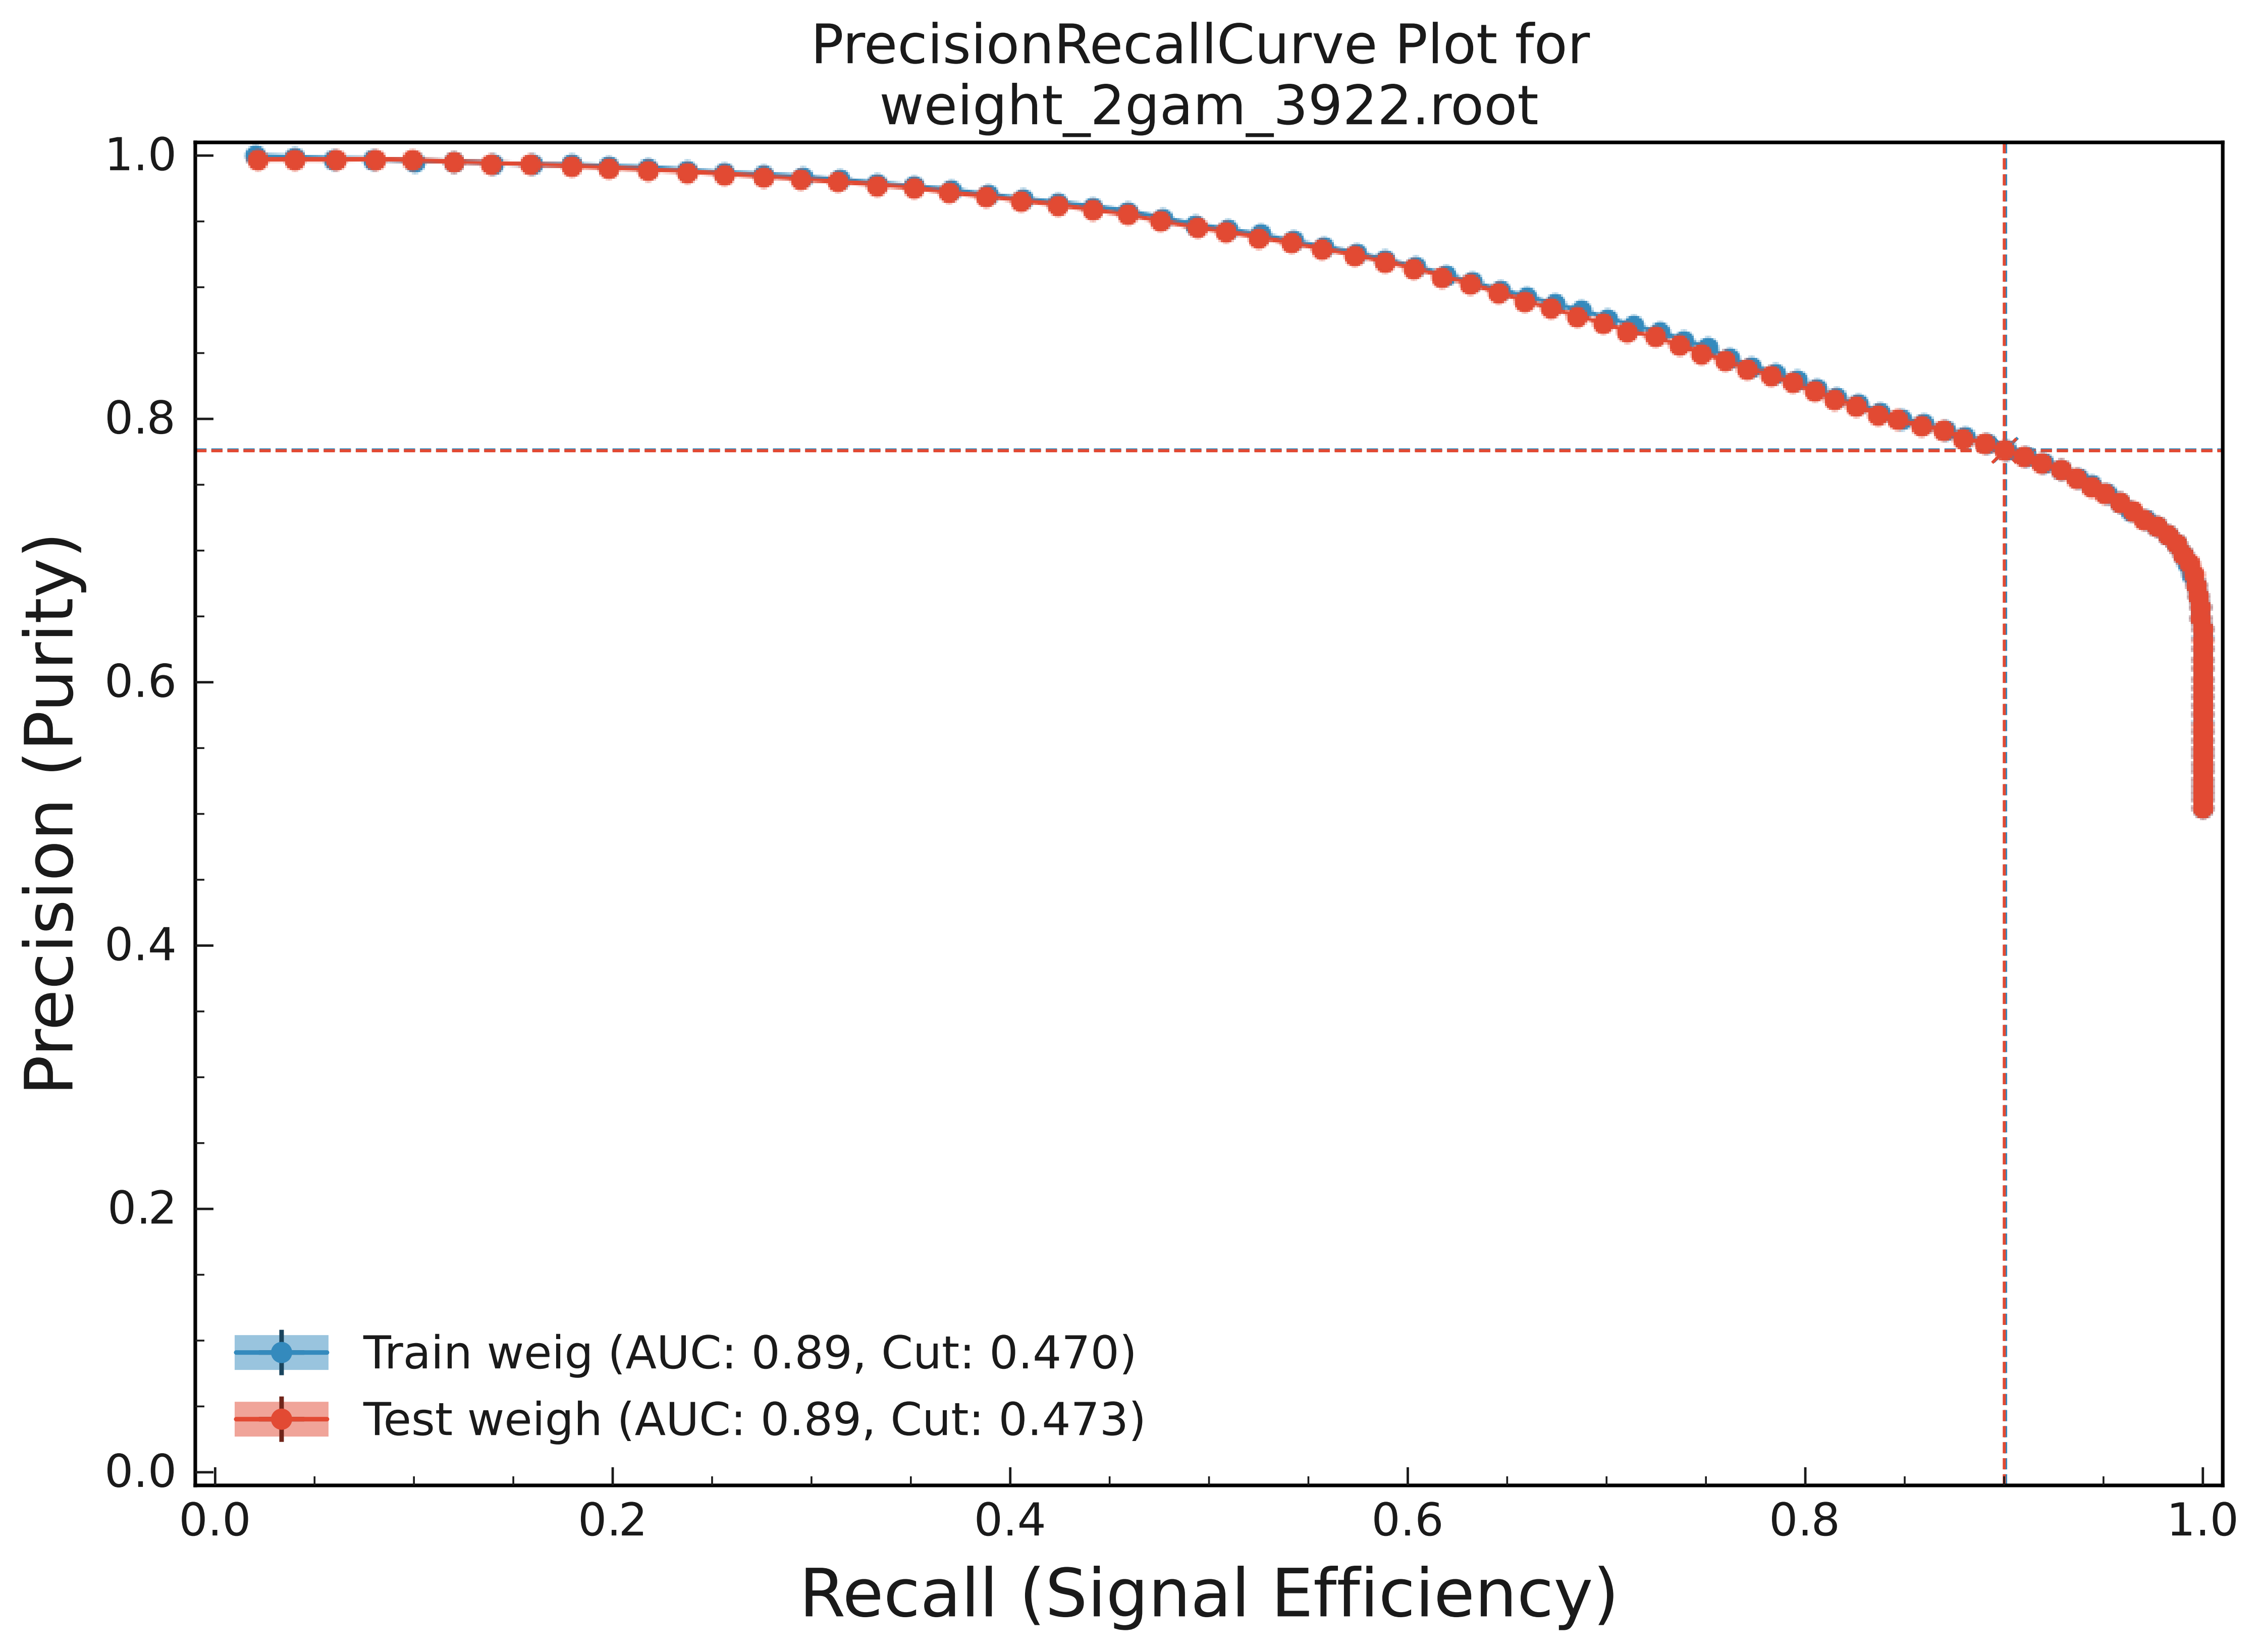 PrecisionRecallCurve Plot for
weight_2gam_3922.root
1.0
0.8
0.6
0.4
0.2
0.0
Precision (Purity)
Train weig (AUC: 0.89, Cut: 0.470)
Test weigh (AUC: 0.89, Cut: 0.473)
0.0 0.2 0.4 0.6 0.8 1.0
Recall (Signal Efficiency)